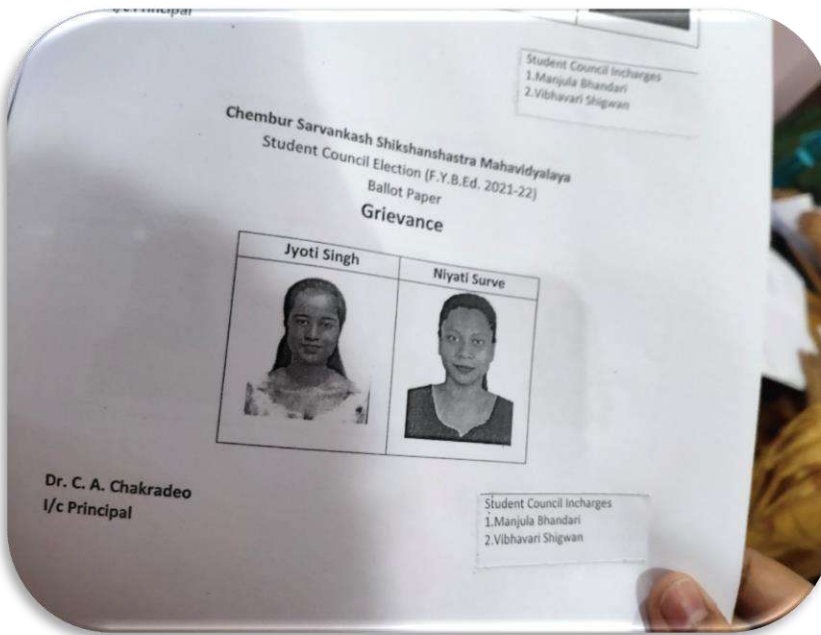 I/c Principal
Student Council Incharges
1.Manjula Bhandari
2.Vibhavari Shigwan
Chembur Sarvankash Shikshanshastra Mahavidyalaya
Student Council Election (F.Y.B.Ed. 2021-22)
Ballot Paper
Grievance
Jyoti Singh
Niyati Surve
Dr. C. A. Chakradeo
I/c Principal
Student Council Incharges
1.Manjula Bhandari
2.Vibhavari Shigwan